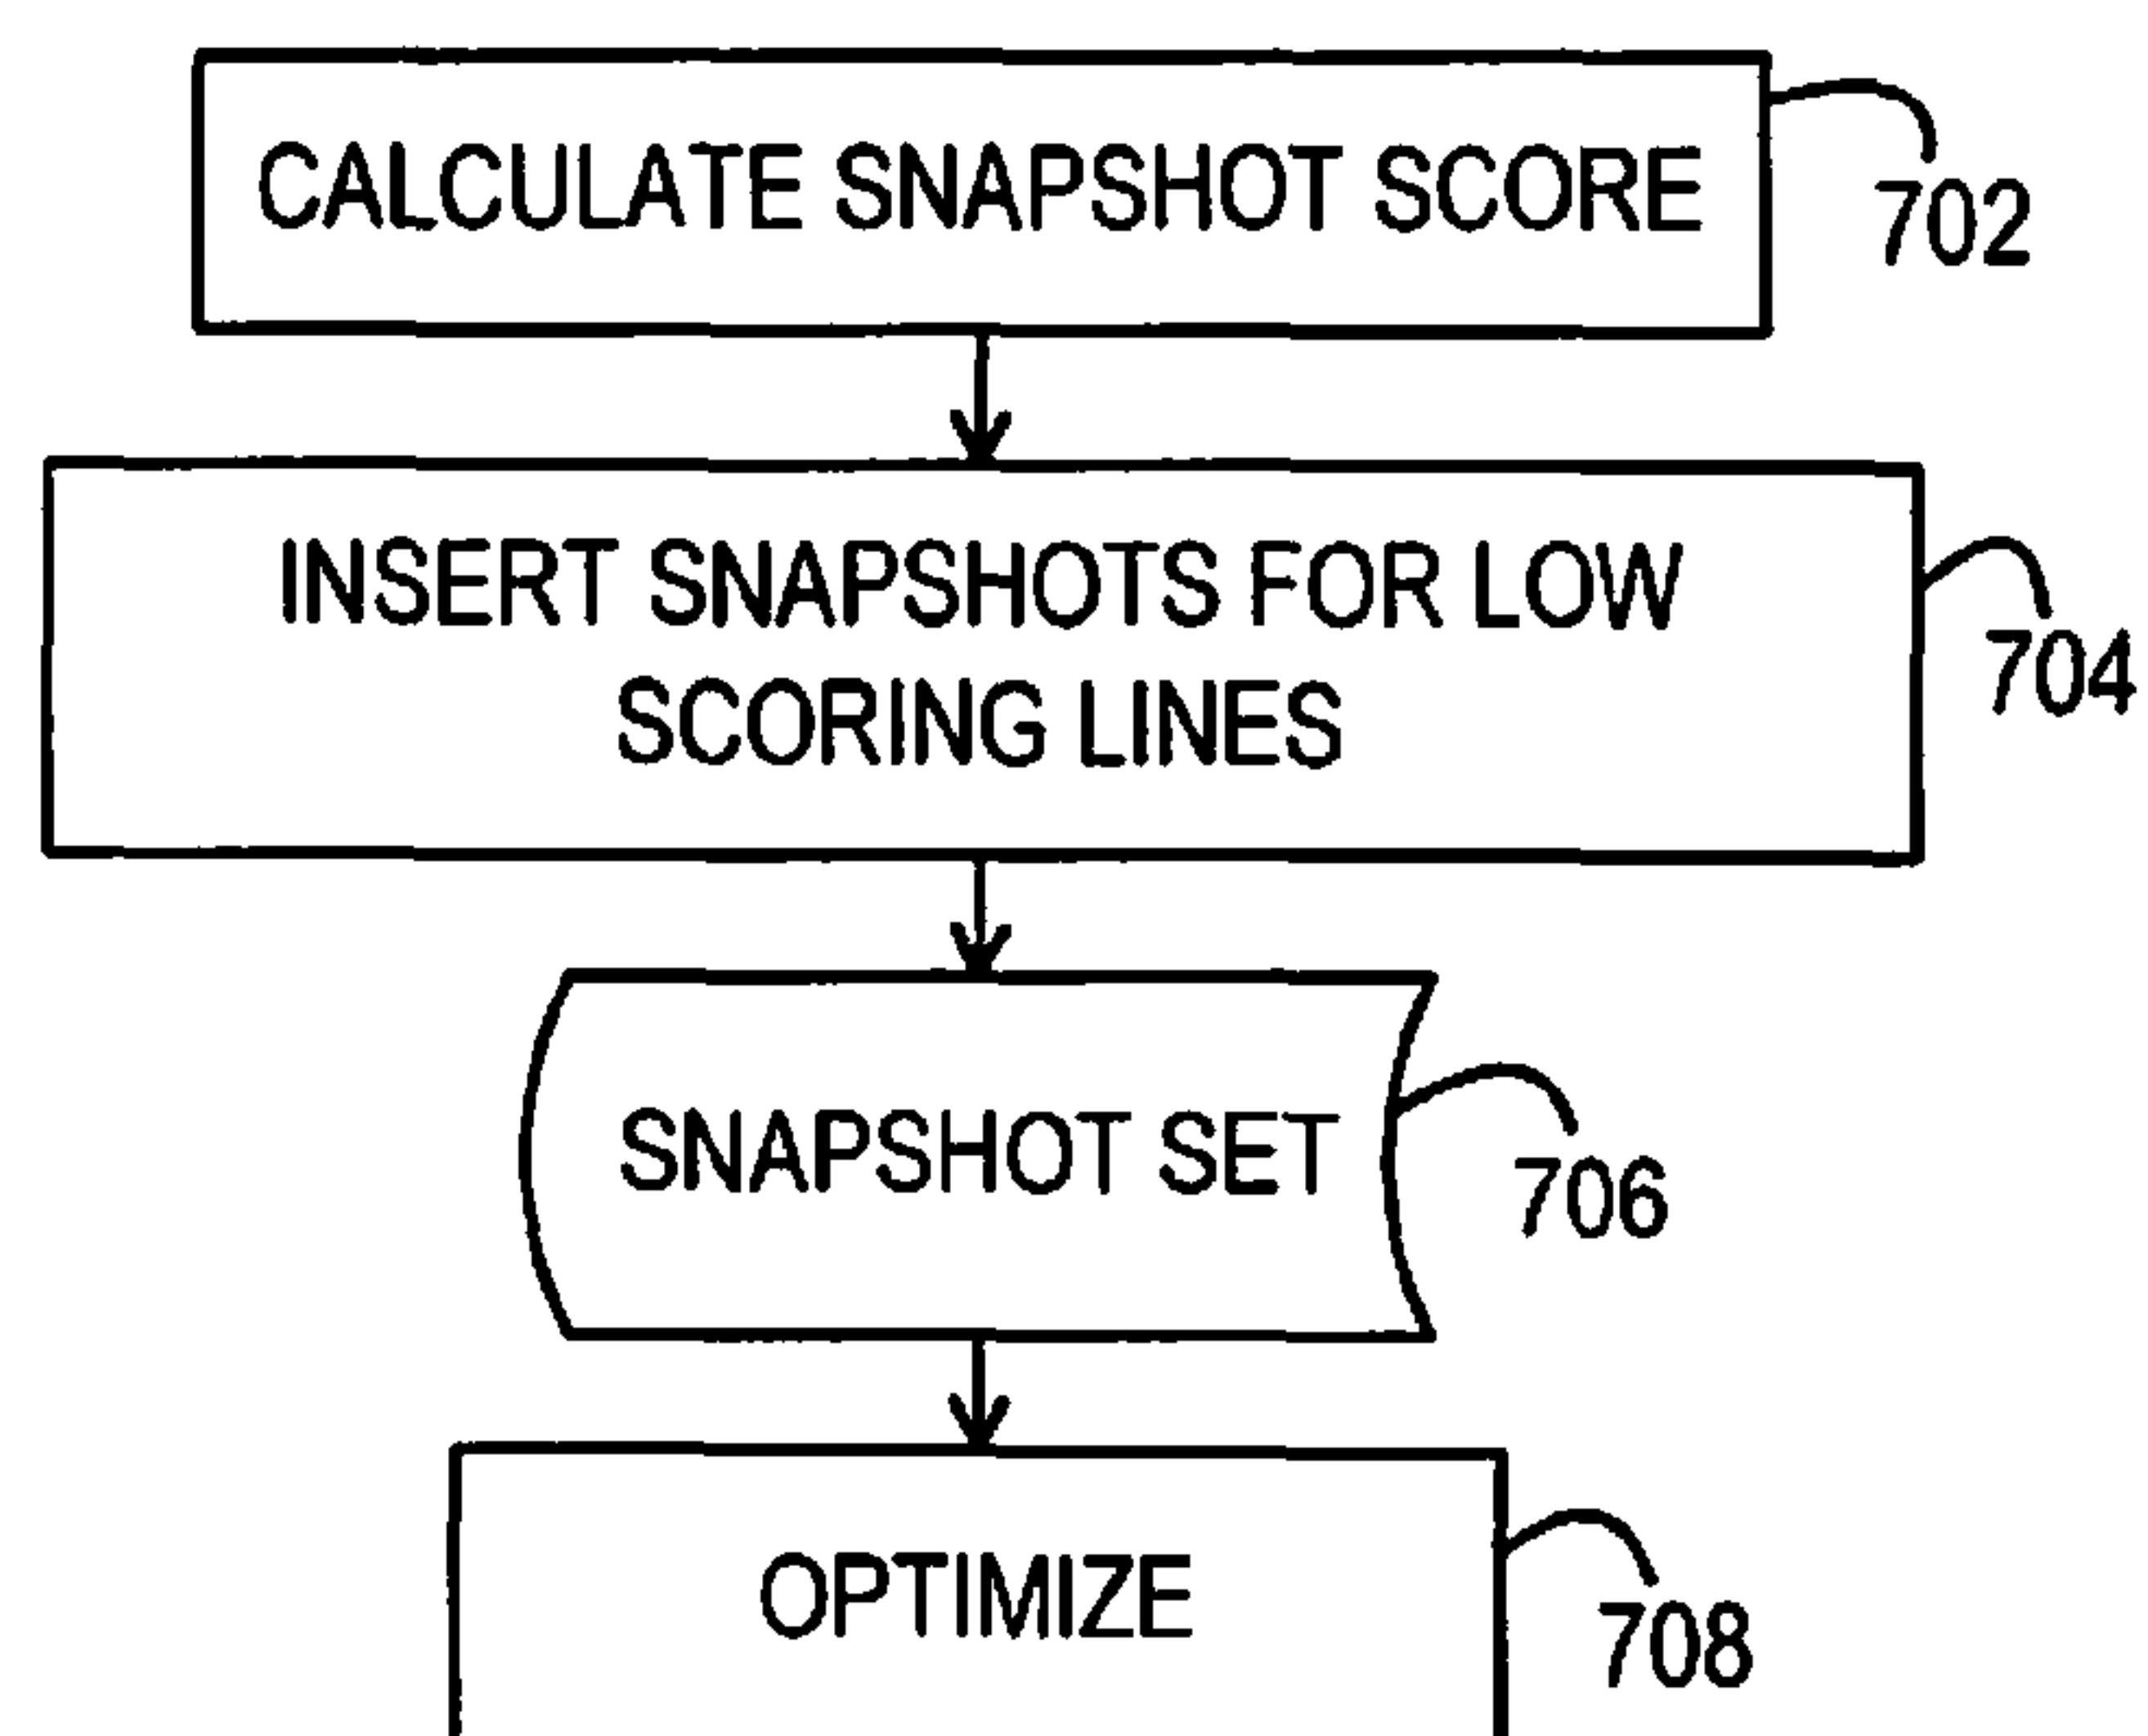 CALCULATE SNAPSHOT SCORE
702
INSERT SNAPSHOTS FOR LOW
SCORING LINES
704
SNAPSHOT SET
706
OPTIMIZE
708